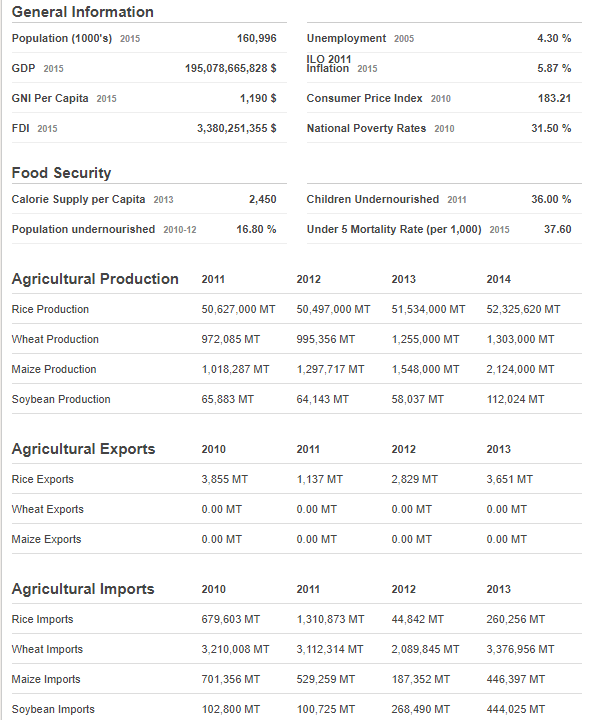 General Information
Population (1000's) 2015 160,996 Unemployment 2005 4.30 %
ILO 2011
GDP 2015 195,078,665,828 $ Inflation 2015 5.87 %
GNI Per Capita 2015 1,190 $ Consumer Price Index 2010 183.21
FDI 2015 3,380,251,355 $ National Poverty Rates 2010 31.50 %
Food Security
Calorie Supply per Capita 2013 2,450 Children Undernourished 2011 36.00 %
Population undernourished 2010-12 16.80 % Under 5 Mortality Rate (per 1,000) 2015 37.60
Agricultural Production 2011 2012 2013 2014
Rice Production 50,627,000 MT 50,497,000 MT 51,534,000 MT 52,325,620 MT
Wheat Production 972,085 MT 995,356 MT 1,255,000 MT 1,303,000 MT
Maize Production 1,018,287 MT 1,297,717 MT 1,548,000 MT 2,124,000 MT
Soybean Production 65,883 MT 64,143 MT 58,037 MT 112,024 MT
Agricultural Exports 2010 2011 2012 2013
Rice Exports 3,855 MT 1,137 MT 2,829 MT 3,651 MT
Wheat Exports 0.00 MT 0.00 MT 0.00 MT 0.00 MT
Maize Exports 0.00 MT 0.00 MT 0.00 MT 0.00 MT
Agricultural Imports 2010 2011 2012 2013
Rice Imports 679,603 MT 1,310,873 MT 44,842 MT 260,256 MT
Wheat Imports 3,210,008 MT 3,112,314 MT 2,089,845 MT 3,376,956 MT
Maize Imports 701,356 MT 529,259 MT 187,352 MT 446,397 MT
Soybean Imports 102,800 MT 100,725 MT 268,490 MT 444,025 MT